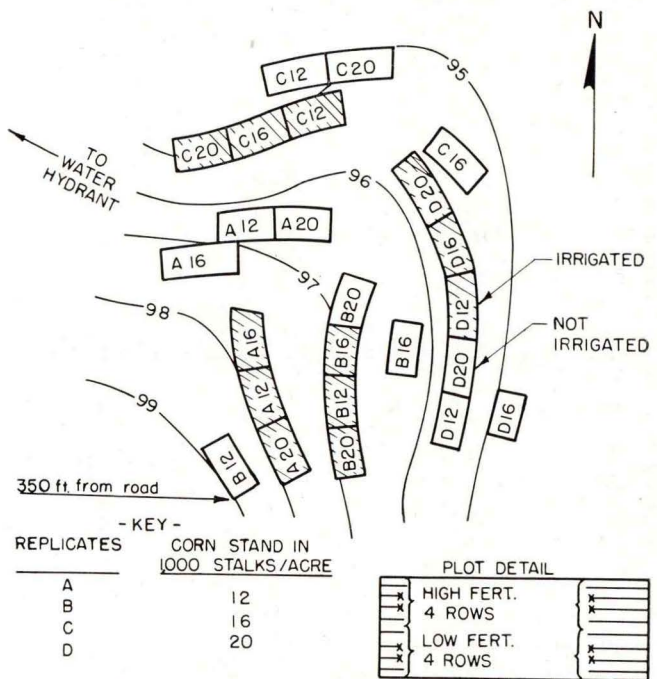 N
C12 C20
95
C20 C16 C12
C16
TO
WATER
HYDRANT
96
D20
D16
D12
D20
D12
D16
IRRIGATED
NOT
IRRIGATED
A12 A20
A16
97
98
99
A16
A12
A20
B20
B16
B12
B20
B16
B12
350 ft. from road
- KEY -
REPLICATES
A
B
C
D
CORN STAND IN
1,000 STALKS/ACRE
12
16
20
PLOT DETAIL
HIGH FERT.
4 ROWS
LOW FERT.
4 ROWS
x
x
x
x
x
x
x
x